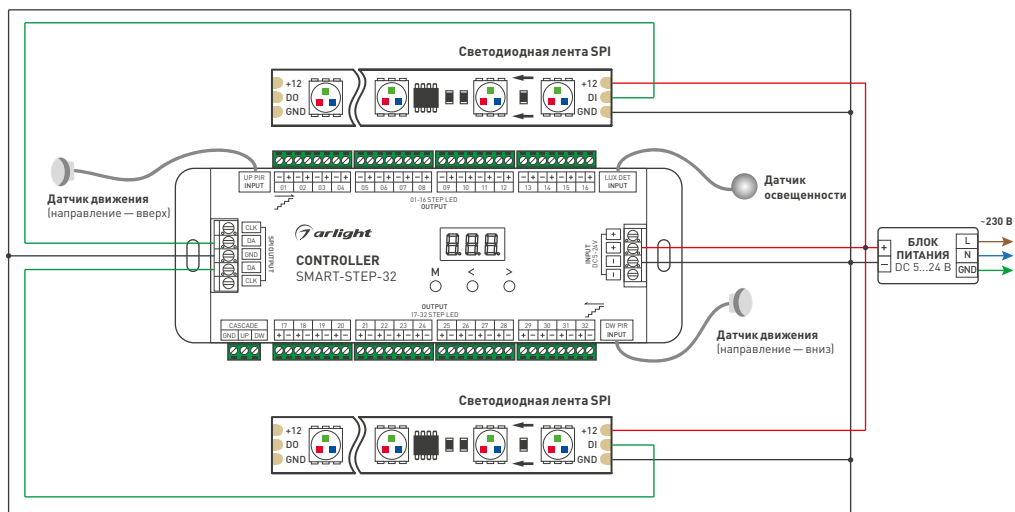 Светодиодная лента SPI
+12
DO
GND
+12
DI
GND
Датчик движения
(направление — вверх)
UP PIR
INPUT
- + - + - + - +
01 02 03 04
- + - + - + - +
05 06 07 08
- + - + - + - +
09 10 11 12
- + - + - + - +
13 14 15 16
LUX DET
INPUT
01-16 STEP LED
OUTPUT
Датчик
освещенности
CLK
DA
GND
DA
CLK
SPI OUTPUT
arlight
CONTROLLER
SMART-STEP-32
888
M < >
INPUT
DC 5-24V
+
+
-
-
~230 В
+
-
БЛОК
ПИТАНИЯ
DC 5...24 В
L
N
GND
OUTPUT
17-32 STEP LED
CASCADE
GND UP DW
17 18 19 20
+ - + - + - + -
21 22 23 24
+ - + - + - + -
25 26 27 28
+ - + - + - + -
29 30 31 32
+ - + - + - + -
DW PIR
INPUT
Датчик движения
(направление — вниз)
Светодиодная лента SPI
+12
DO
GND
+12
DI
GND